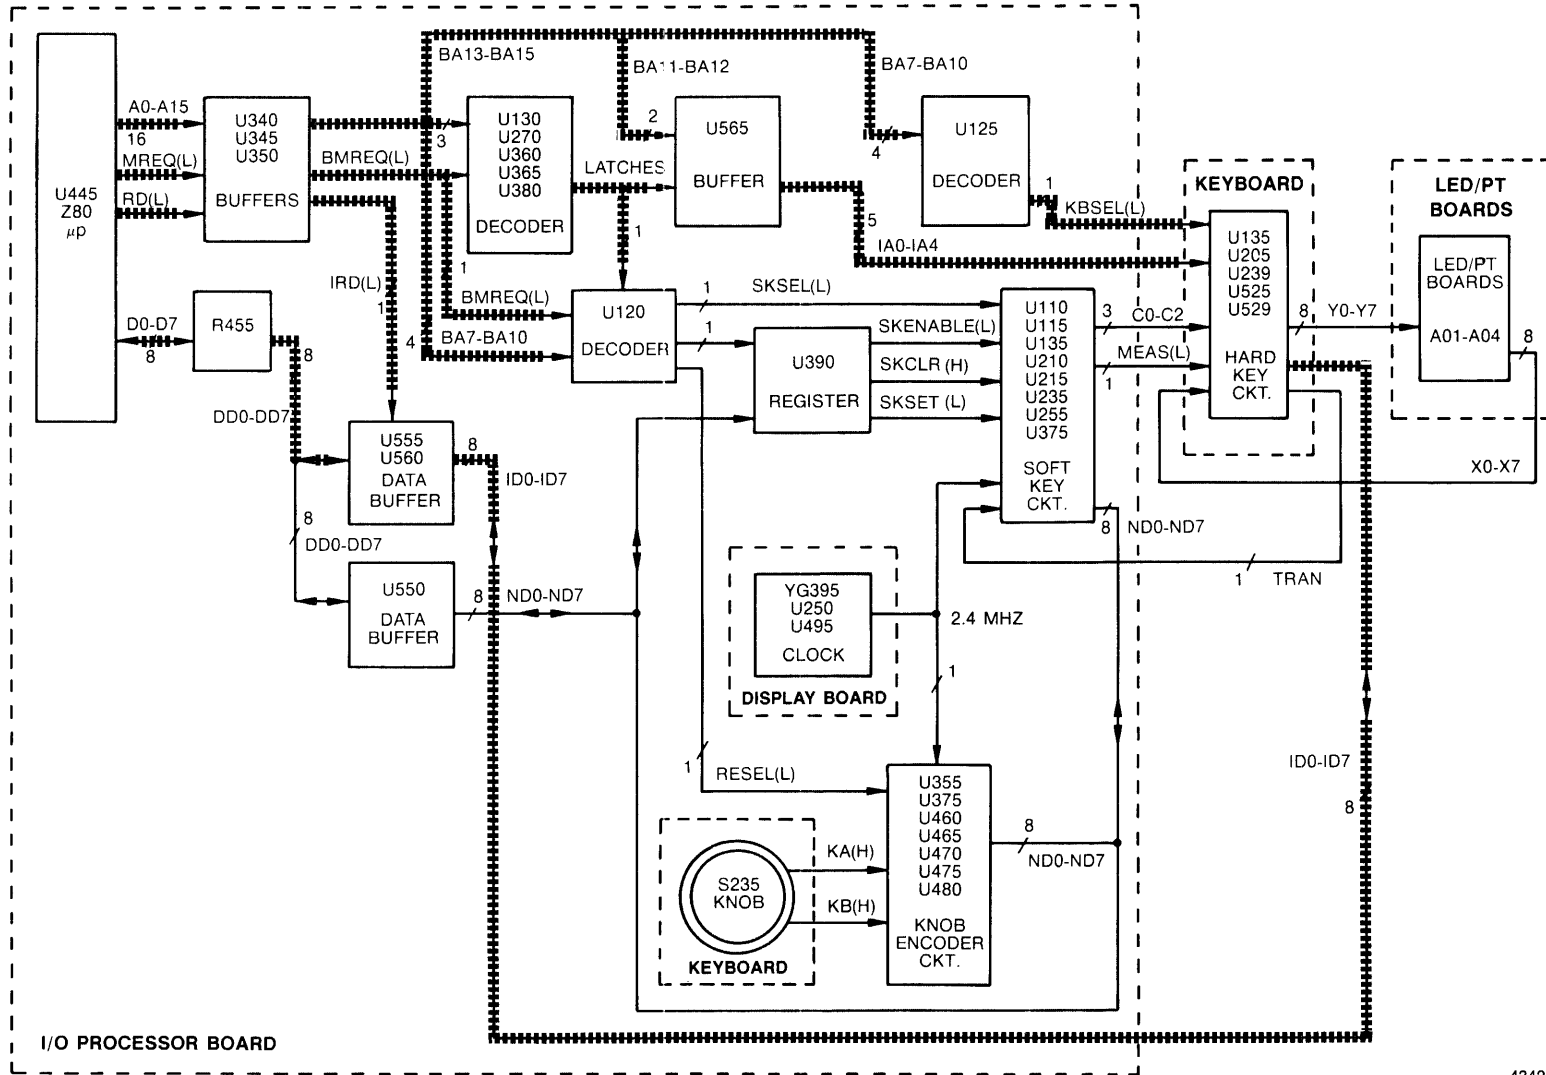 BA13-BA15
BA11-BA12
BA7-BA10
A0-A15
16
MREQ(L)
RD(L)
U445
Z80
μp
D0-D7
8
U340
U345
U350
BUFFERS
BMREQ(L)
3
U130
U270
U360
U365
U380
DECODER
LATCHES
2
U565
BUFFER
4
U125
DECODER
1
KBSEL(L)
5
IA0-IA4
1
KEYBOARD
U135
U205
U239
U525
U529
HARD
KEY
CKT.
8
Y0-Y7
LED/PT
BOARDS
LED/PT
BOARDS
A01-A04
8
X0-X7
IRD(L)
1
1
4
BMREQ(L)
BA7-BA10
R455
8
DD0-DD7
U120
DECODER
1
SKSEL(L)
1
U390
REGISTER
SKENABLE(L)
SKCLR (H)
SKSET (L)
U110
U115
U135
U210
U215
U235
U255
U375
SOFT
KEY
CKT.
3
C0-C2
MEAS(L)
1
8
ND0-ND7
1
TRAN
U555
U560
DATA
BUFFER
8
ID0-ID7
8
DD0-DD7
U550
DATA
BUFFER
8
ND0-ND7
YG395
U250
U495
CLOCK
DISPLAY BOARD
2.4 MHZ
1
1
RESEL(L)
S235
KNOB
KEYBOARD
KA(H)
KB(H)
U355
U375
U460
U465
U470
U475
U480
KNOB
ENCODER
CKT.
8
ND0-ND7
ID0-ID7
8
I/O PROCESSOR BOARD